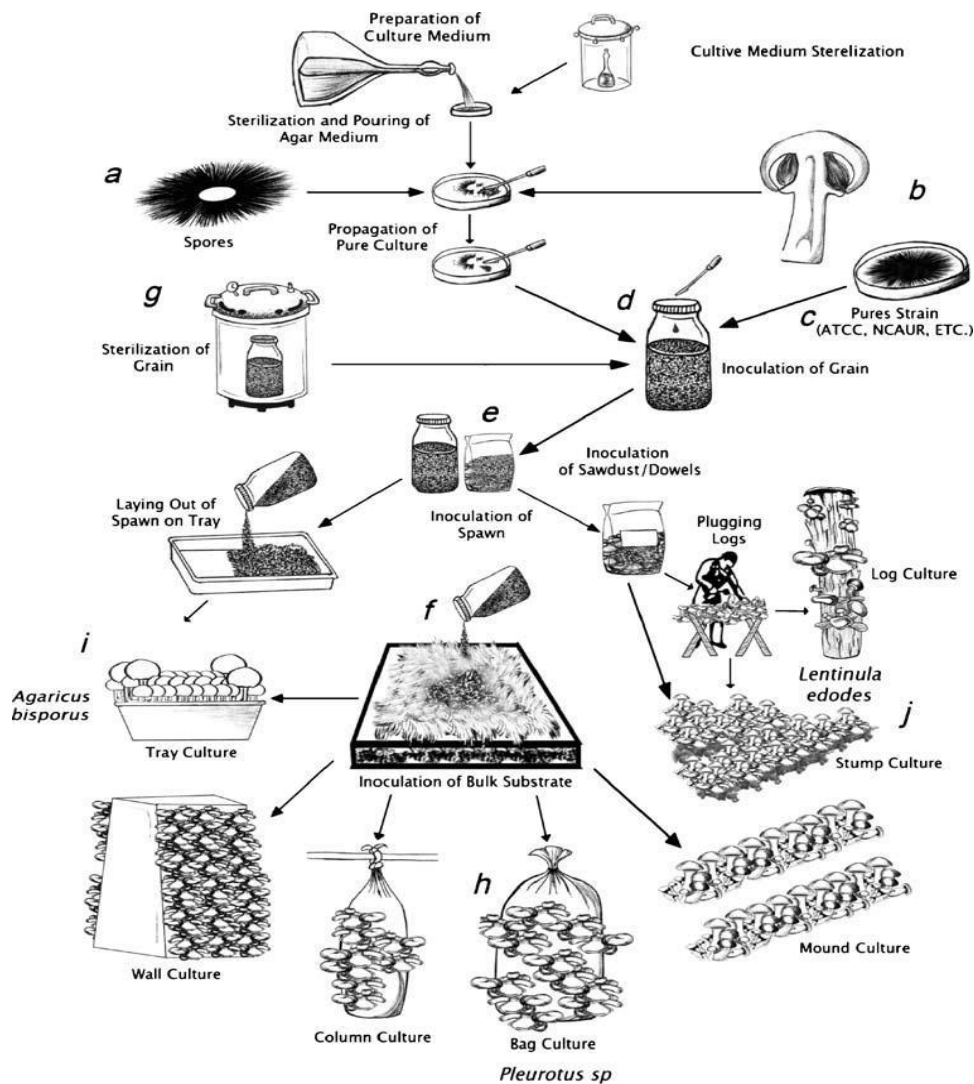 Preparation of
Culture Medium
Cultive Medium Sterelization
Sterilization and Pouring of
Agar Medium
a
Spores
b
Propagation of
Pure Culture
g
Sterilization of
Grain
d
Inoculation of Grain
c
Pures Strain
(ATCC, NCAUR, ETC.)
e
Inoculation
of Sawdust/Dowels
Laying Out of
Spawn on Tray
Inoculation of
Spawn
Plugging
Logs
Log Culture
Lentinula
edodes
f
i
Agaricus
bisporus
Tray Culture
Inoculation of Bulk Substrate
j
Stump Culture
Wall Culture
Column Culture
h
Bag Culture
Pleurotus sp
Mound Culture